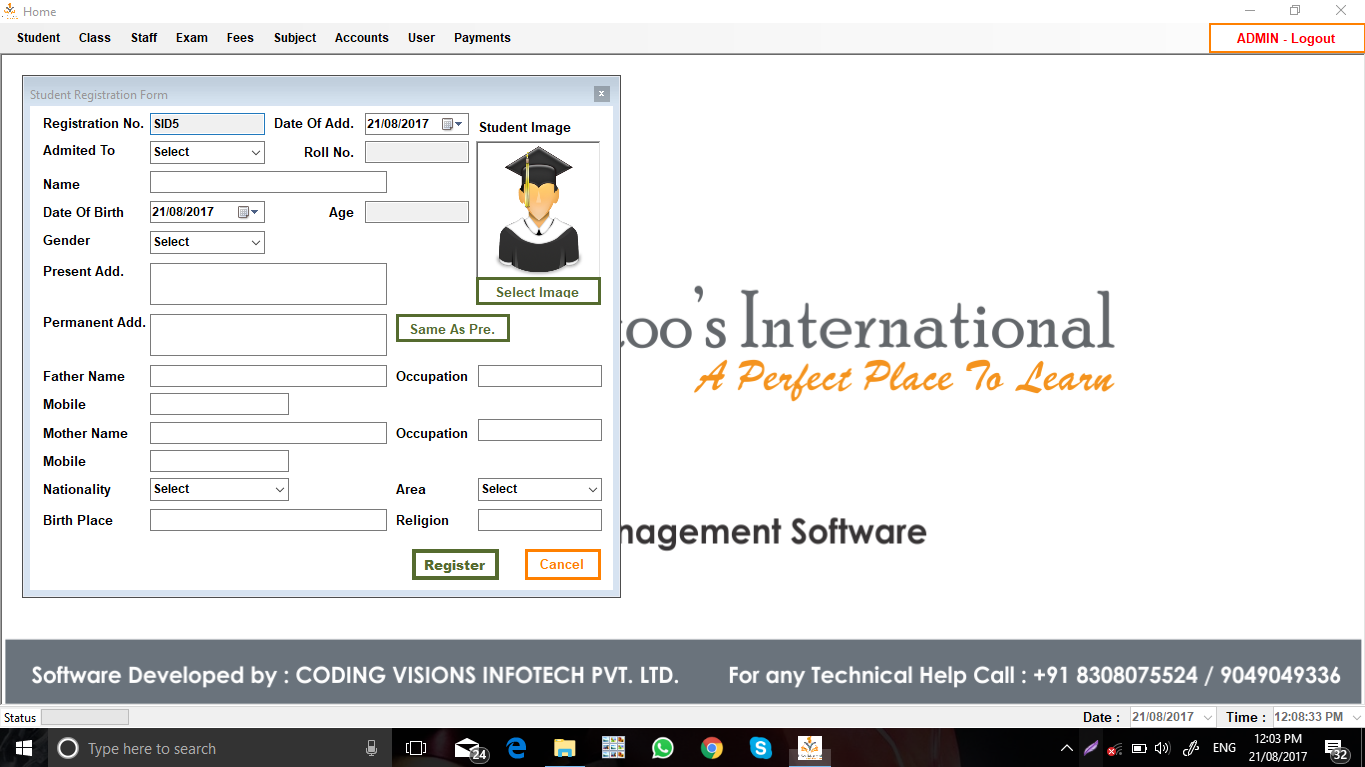 Home
Student Class Staff Exam Fees Subject Accounts User Payments ADMIN - Logout
Student Registration Form x
Registration No. SID5 Date Of Add. 21/08/2017 Student Image
Admited To Select Roll No.
Name
Date Of Birth 21/08/2017 Age
Gender Select
Present Add.
Select Image
Permanent Add. Same As Pre.
too's International
A Perfect Place To Learn
Father Name Occupation
Mobile
Mother Name Occupation
Mobile
Nationality Select Area Select
Birth Place Religion
nagement Software
Register Cancel
Software Developed by : CODING VISIONS INFOTECH PVT. LTD. For any Technical Help Call : +91 8308075524 / 9049049336
Status Date : 21/08/2017 Time : 12:08:33 PM
Type here to search 24 ENG 12:03 PM
21/08/2017 32